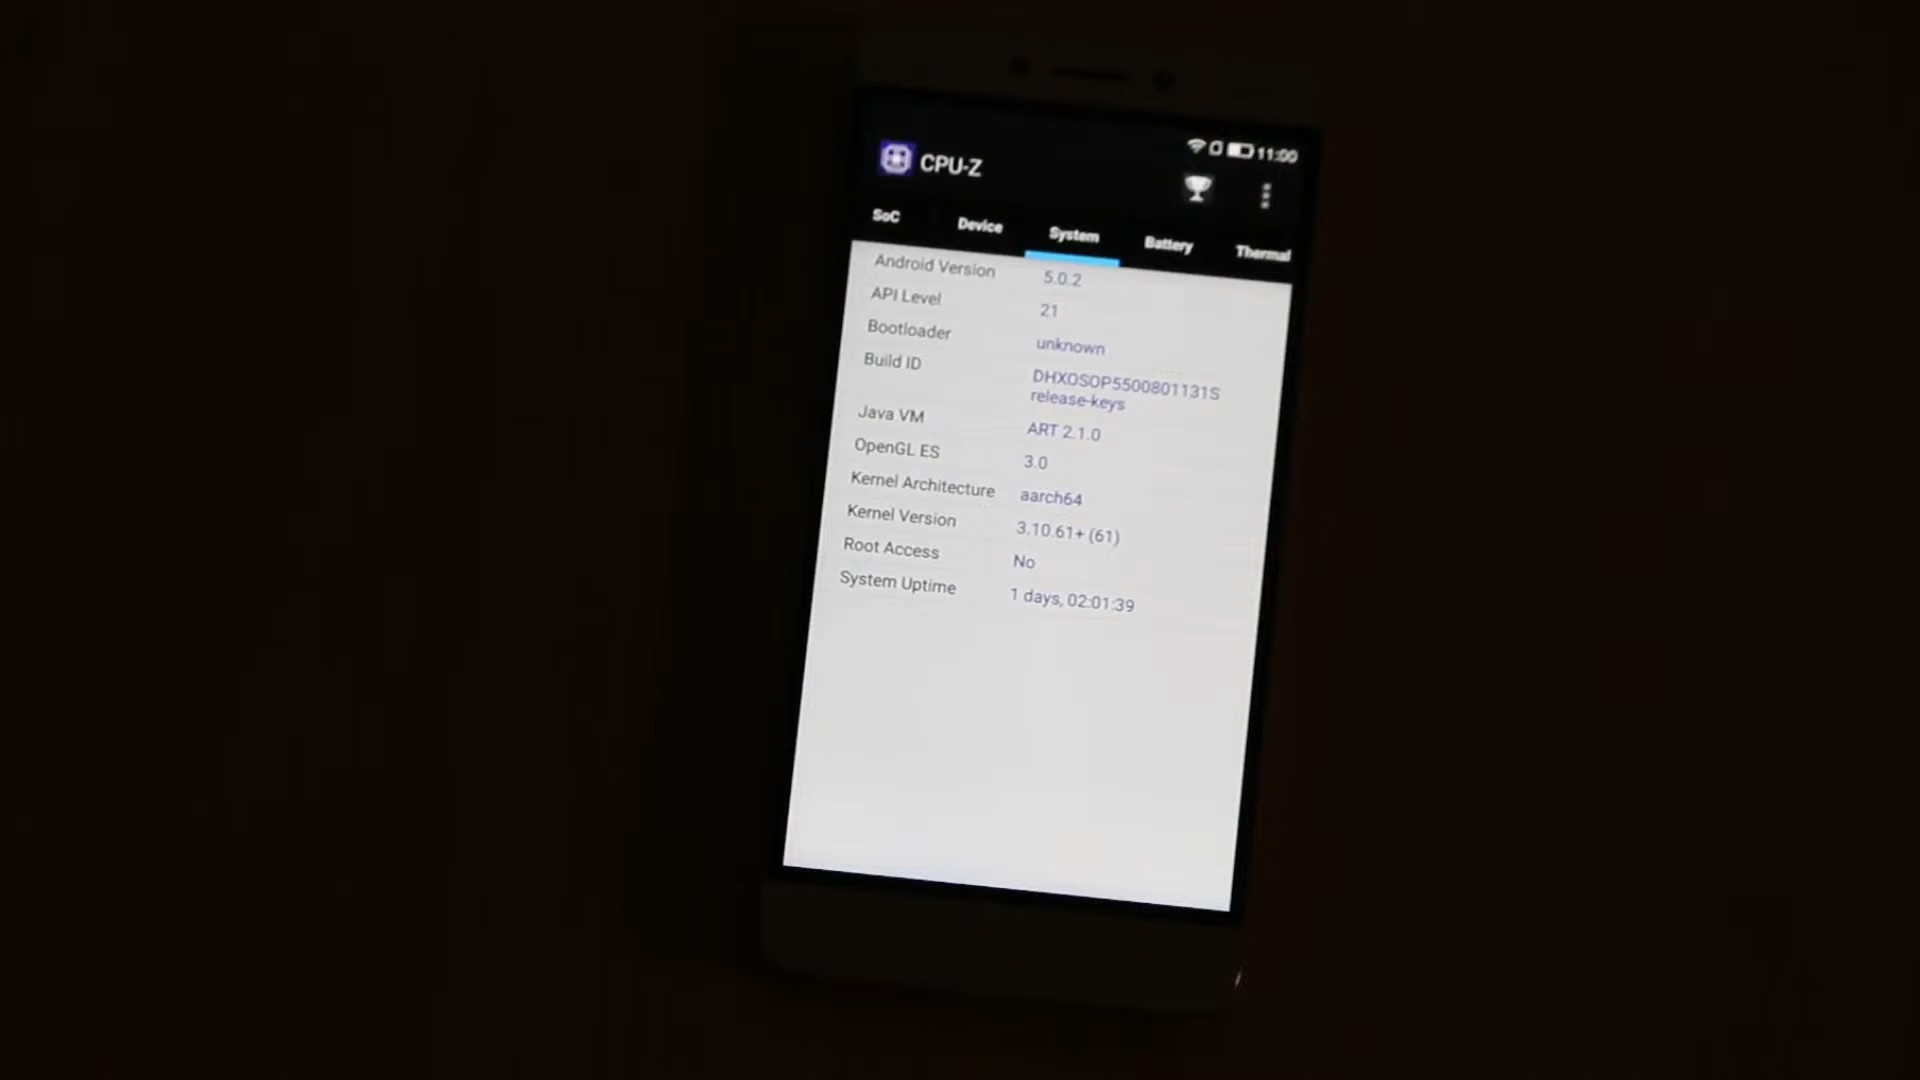 11:00
CPU-Z
SoC Device System Battery Thermal
Android Version 5.0.2
API Level 21
Bootloader unknown
Build ID DHXOSOP5500801131S
release-keys
Java VM ART 2.1.0
OpenGL ES 3.0
Kernel Architecture aarch64
Kernel Version 3.10.61+ (61)
Root Access No
System Uptime 1 days, 02:01:39